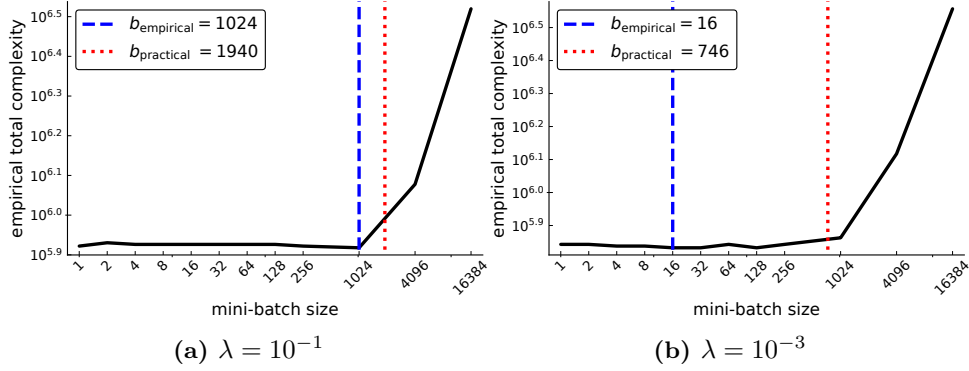 b_empirical = 1024
b_practical = 1940
10^6.5
10^6.4
10^6.3
10^6.2
10^6.1
10^6.0
10^5.9
empirical total complexity
1 2 4 8 16 32 64 128 256 1024 4096 16384
mini-batch size
(a) λ = 10^−1
b_empirical = 16
b_practical = 746
10^6.5
10^6.4
10^6.3
10^6.2
10^6.1
10^6.0
10^5.9
empirical total complexity
1 2 4 8 16 32 64 128 256 1024 4096 16384
mini-batch size
(b) λ = 10^−3